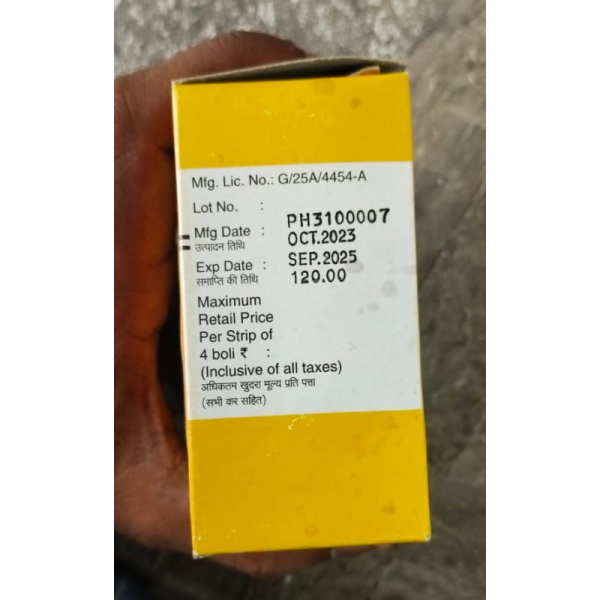 Mfg. Lic. No.: G/25A/4454-A
Lot No. : PH3100007
Mfg Date : OCT.2023
उत्पादन तिथि
Exp Date : SEP.2025
समाप्ति की तिथि 120.00
Maximum
Retail Price
Per Strip of
4 boli ₹ :
(Inclusive of all taxes)
अधिकतम खुदरा मूल्य प्रति पत्ता
(सभी कर सहित)